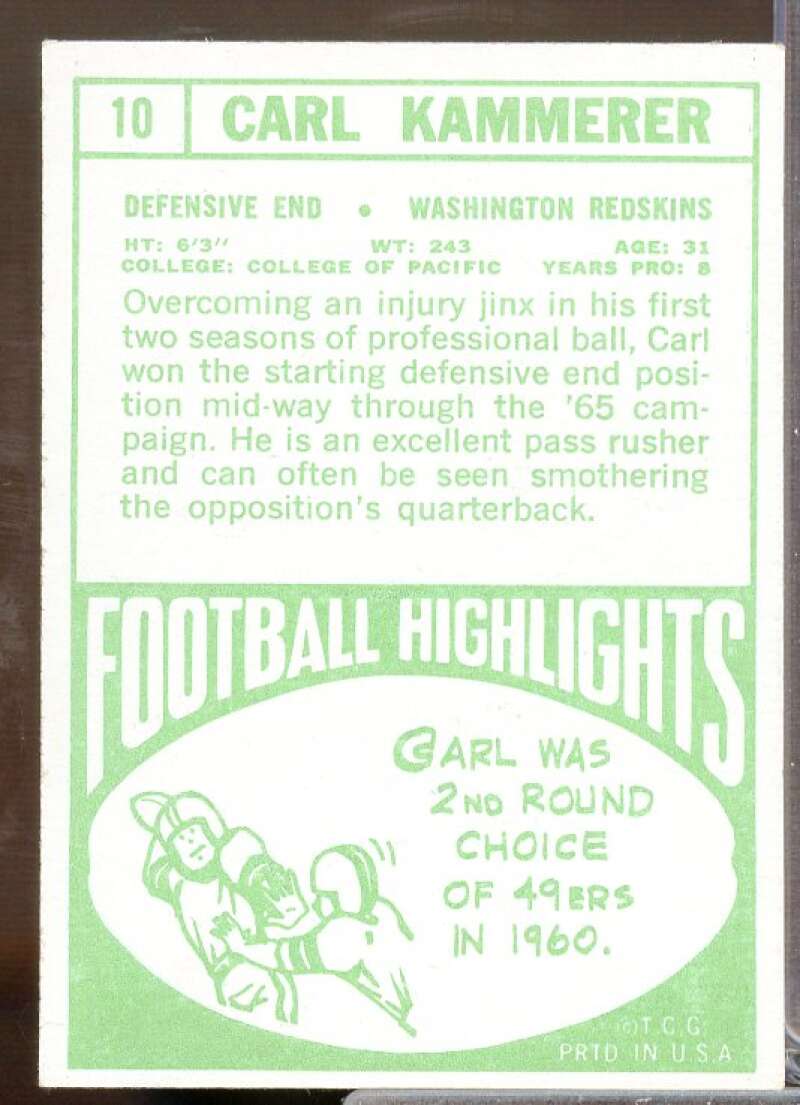 10 CARL KAMMERER
DEFENSIVE END • WASHINGTON REDSKINS
HT: 6'3" WT: 243 AGE: 31
COLLEGE: COLLEGE OF PACIFIC YEARS PRO: 8
Overcoming an injury jinx in his first
two seasons of professional ball, Carl
won the starting defensive end posi-
tion mid-way through the '65 cam-
paign. He is an excellent pass rusher
and can often be seen smothering
the opposition's quarterback.
FOOTBALL HIGHLIGHTS
CARL WAS
2ND ROUND
CHOICE
OF 49ERS
IN 1960.
©T.C.G.
PRTD IN U.S.A